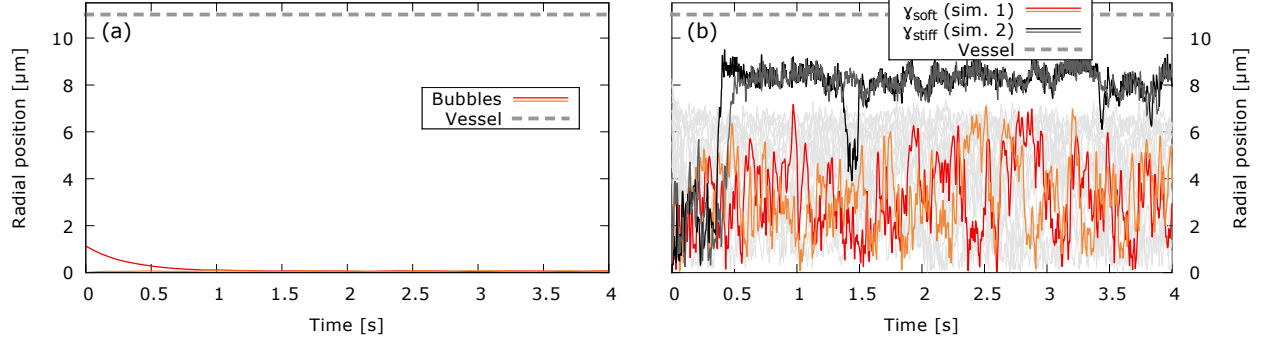 (a)
Radial position [μm]
10
8
6
4
2
0
Bubbles
Vessel
0 0.5 1 1.5 2 2.5 3 3.5 4
Time [s]
(b)
ɣsoft (sim. 1)
ɣstiff (sim. 2)
Vessel
10
8
6
4
2
0
Radial position [μm]
0 0.5 1 1.5 2 2.5 3 3.5 4
Time [s]